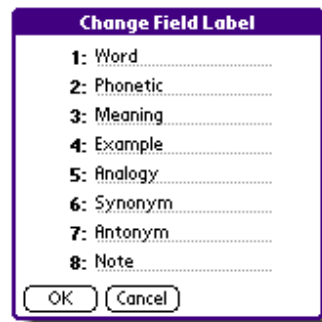 Change Field Label
1: Word
2: Phonetic
3: Meaning
4: Example
5: Analogy
6: Synonym
7: Antonym
8: Note
OK Cancel